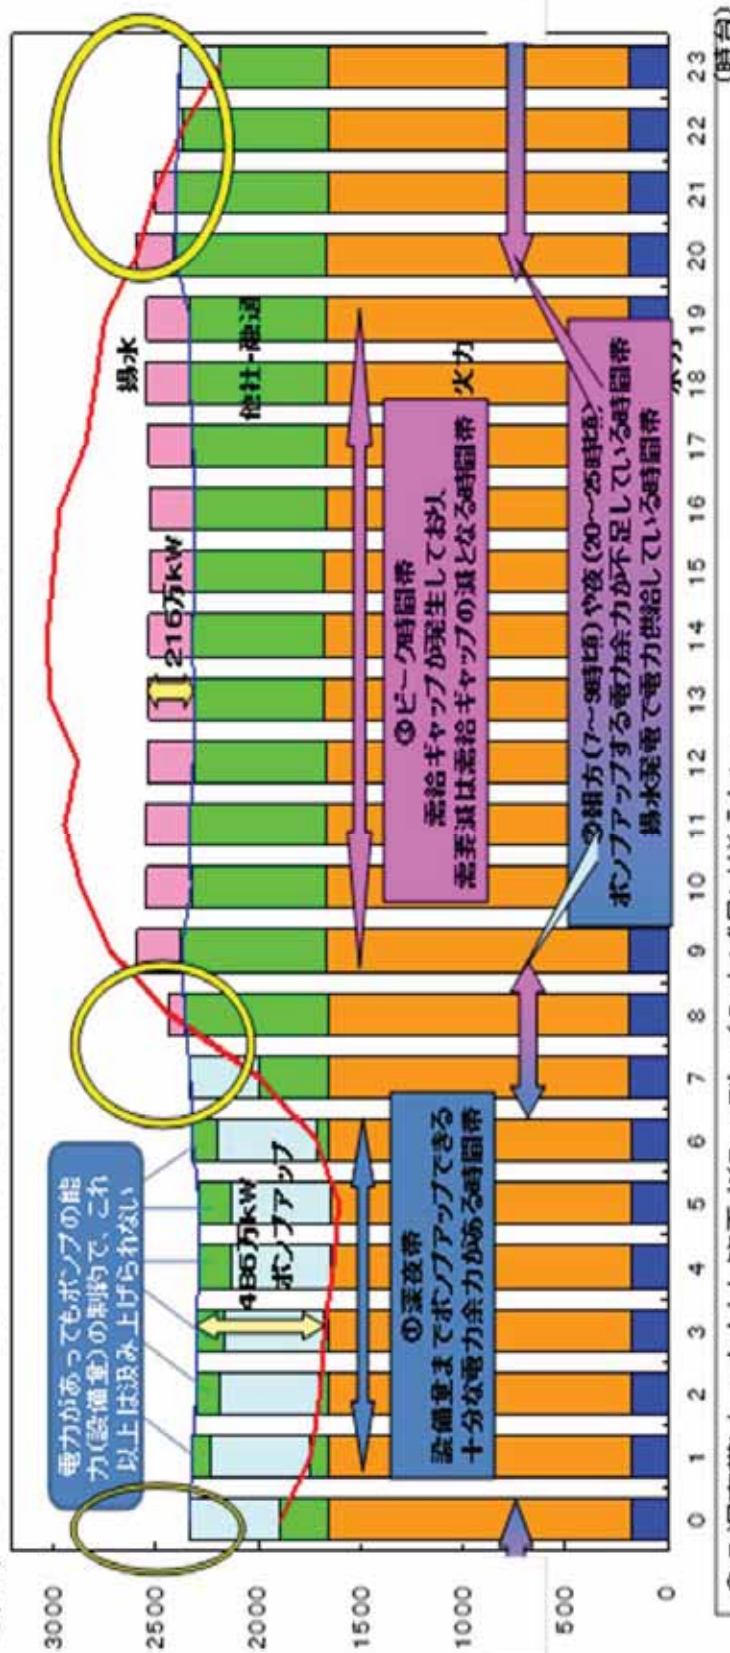 電力があってもポンプの能
力(設備量)の制約で、これ
以上は汲み上げられない
3000
2500
2000
1500
1000
500
0
485万kW
ポンプアップ
216万kW
揚水
他社・融通
火力
①深夜帯
設備量までポンプアップできる
十分な電力余力がある時間帯
③ピーク時間帯
需給ギャップが発生しており、
需要減は需給ギャップの減となる時間帯
②朝方(7～9時頃)や夜(20～25時頃)
ポンプアップする電力余力が不足している時間帯
揚水発電で電力供給している時間帯
0 1 2 3 4 5 6 7 8 9 10 11 12 13 14 15 16 17 18 19 20 21 22 23
(時台)